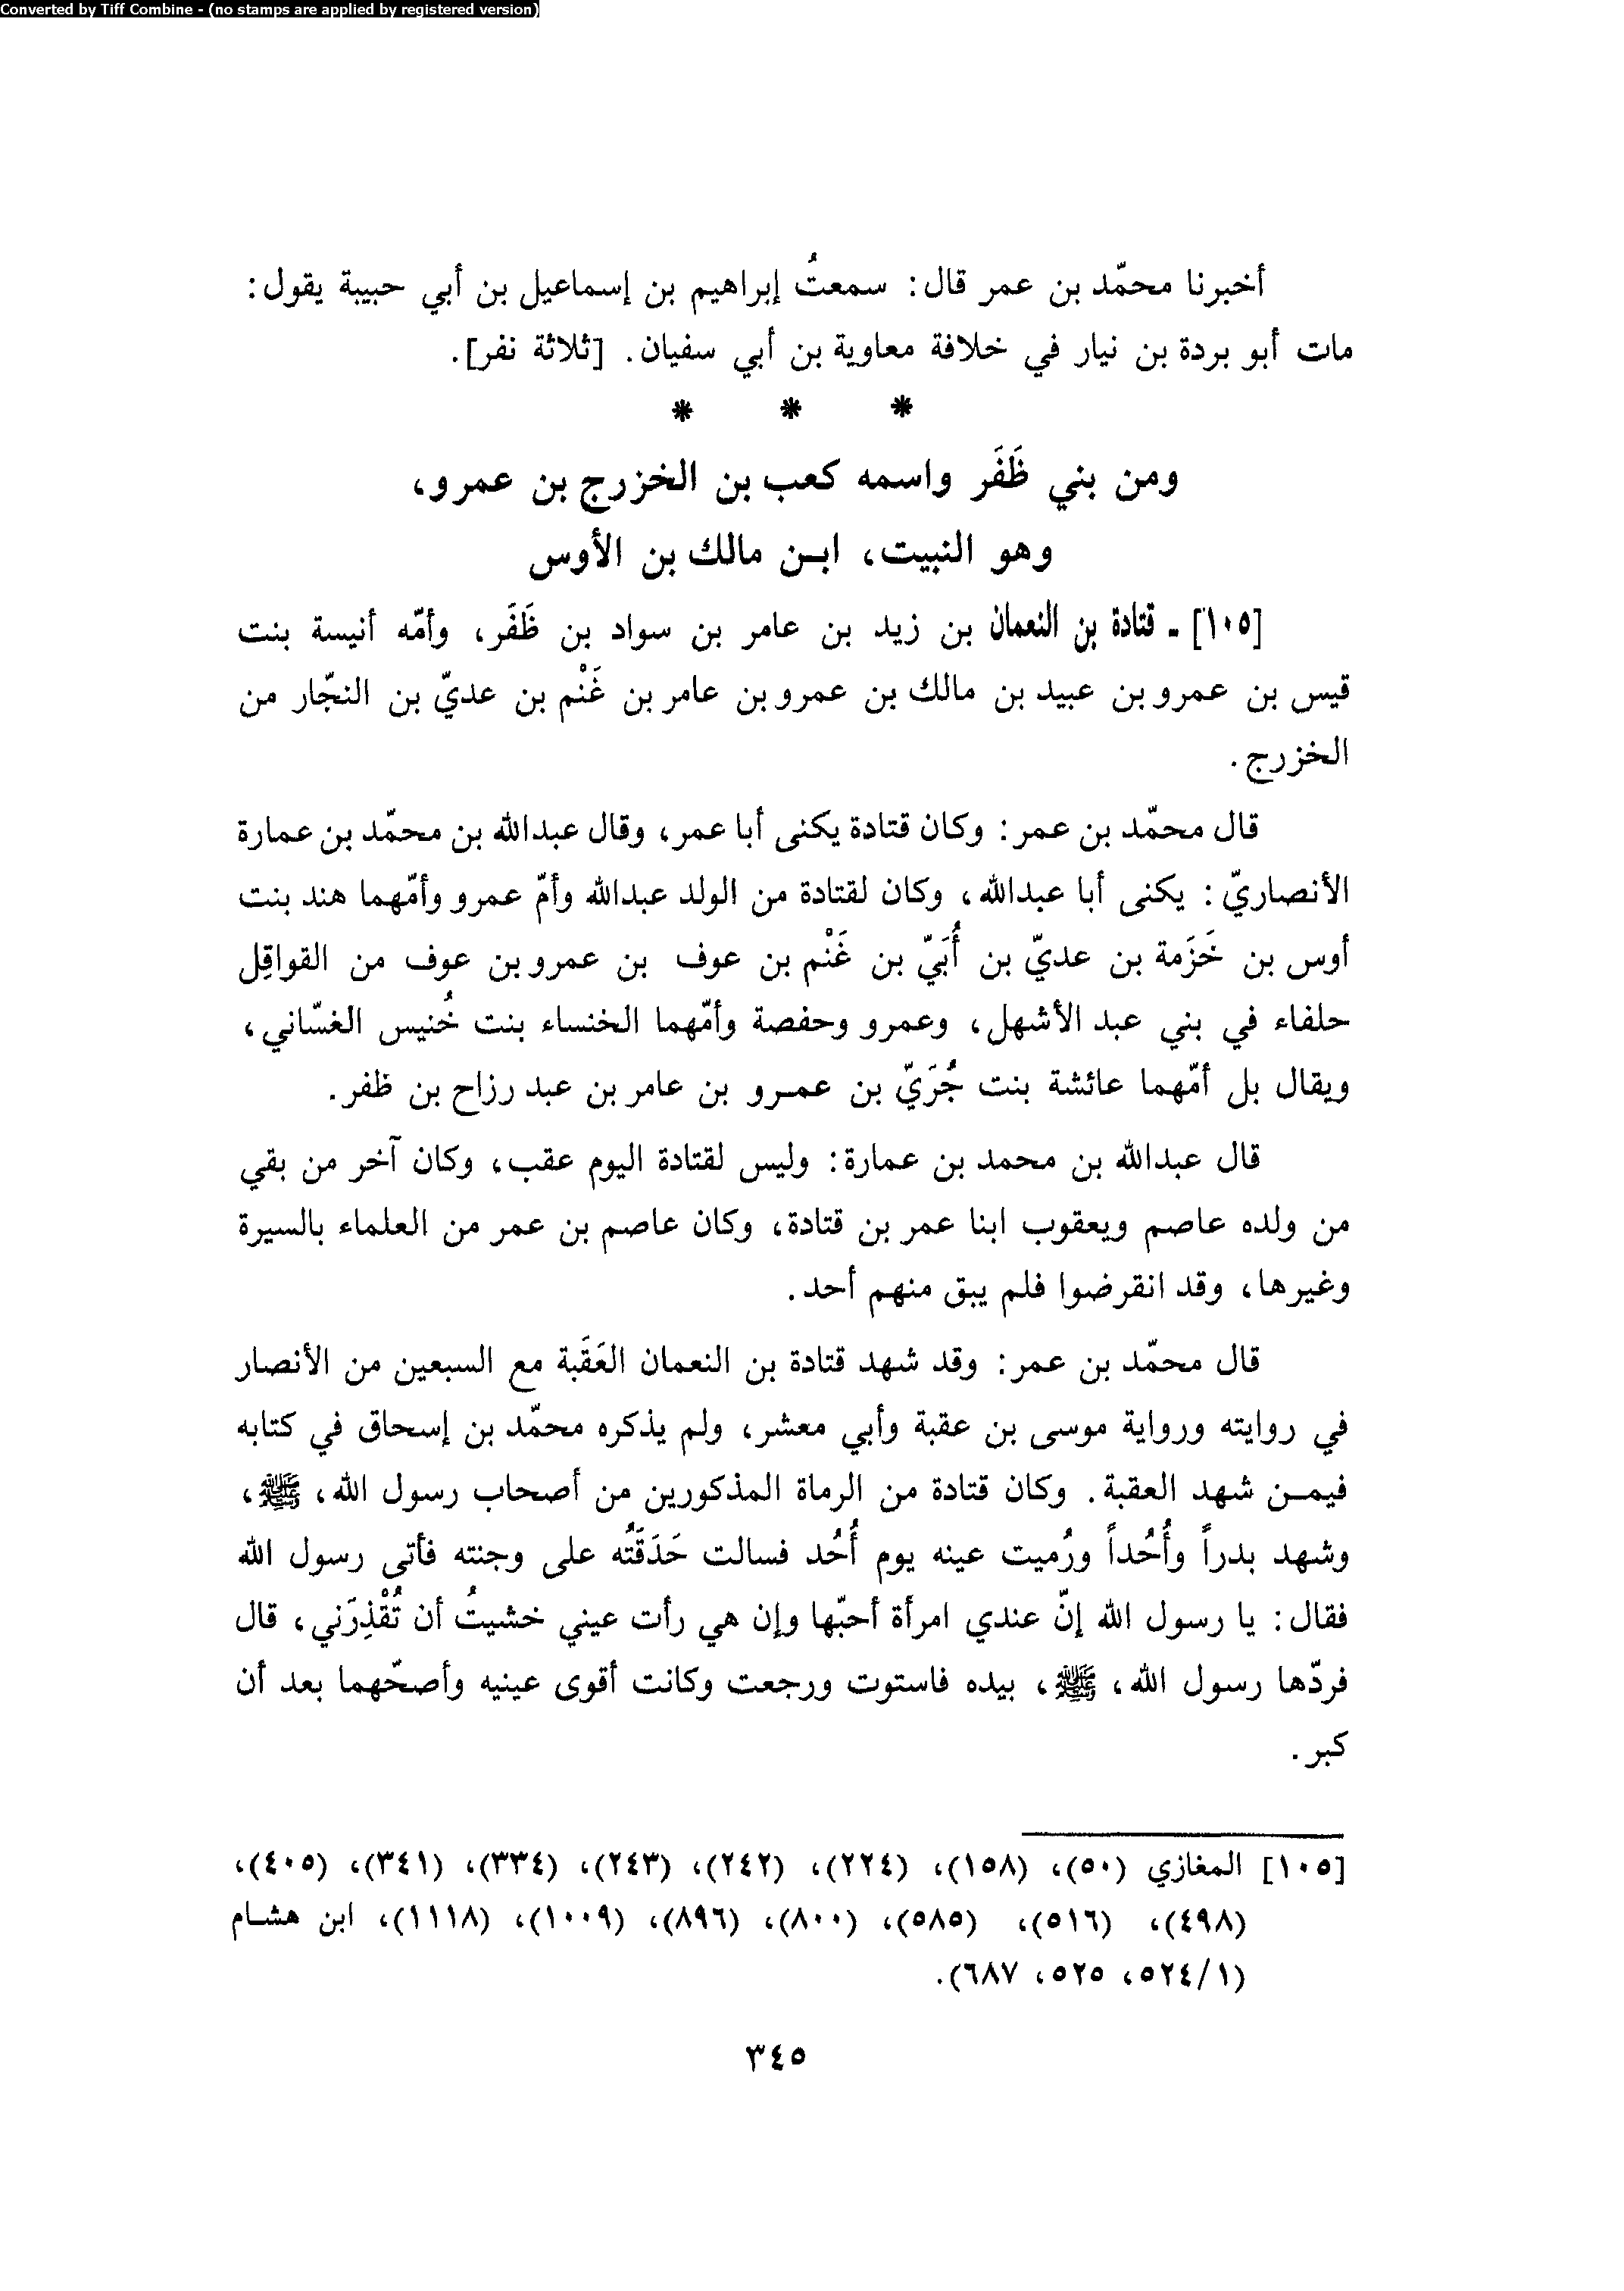 Converted by Tiff Combine - (no stamps are applied by registered version)
أخبرنا محمّد بن عمر قال: سمعتُ إبراهيم بن إسماعيل بن أبي حبيبة يقول:
مات أبو بردة بن نيار في خلافة معاوية بن أبي سفيان. [ثلاثة نفر].
* * *
ومن بني ظَفَر واسمه كعب بن الخزرج بن عمرو،
وهو النبيت، ابن مالك بن الأوس
[١٠٥] - قتادة بن النعمان بن زيد بن عامر بن سواد بن ظَفَر، وأمّه أنيسة بنت
قيس بن عمرو بن عبيد بن مالك بن عمرو بن عامر بن غَنْم بن عديّ بن النجّار من
الخزرج.
قال محمّد بن عمر: وكان قتادة يكنى أبا عمر، وقال عبدالله بن محمّد بن عمارة
الأنصاريّ: يكنى أبا عبدالله، وكان لقتادة من الولد عبدالله وأمّ عمرو وأمّهما هند بنت
أوس بن خَزَمة بن عديّ بن أُبَيّ بن غَنْم بن عوف بن عمرو بن عوف من القواقِل
حلفاء في بني عبد الأشهل، وعمرو وحفصة وأمّهما الخنساء بنت خُنيس الغسّاني،
ويقال بل أمّهما عائشة بنت جُرَيّ بن عمرو بن عامر بن عبد رزاح بن ظفر.
قال عبدالله بن محمد بن عمارة: وليس لقتادة اليوم عقب، وكان آخر من بقي
من ولده عاصم ويعقوب ابنا عمر بن قتادة، وكان عاصم بن عمر من العلماء بالسيرة
وغيرها، وقد انقرضوا فلم يبق منهم أحد.
قال محمّد بن عمر: وقد شهد قتادة بن النعمان العَقَبة مع السبعين من الأنصار
في روايته ورواية موسى بن عقبة وأبي معشر، ولم يذكره محمّد بن إسحاق في كتابه
فيمن شهد العقبة. وكان قتادة من الرماة المذكورين من أصحاب رسول الله، ﷺ،
وشهد بدراً وأُحُداً ورُميت عينه يوم أُحُد فسالت حَدَقَتُه على وجنته فأتى رسول الله
فقال: يا رسول الله إنّ عندي امرأة أحبّها وإن هي رأت عيني خشيتُ أن تُقْذِرَني، قال
فردّها رسول الله، ﷺ، بيده فاستوت ورجعت وكانت أقوى عينيه وأصحّهما بعد أن
كبر.
[١٠٥] المغازي (٥٠)، (١٥٨)، (٢٢٤)، (٢٤٢)، (٢٤٣)، (٣٣٤)، (٣٤١)، (٤٠٥)،
(٤٩٨)، (٥١٦)، (٥٨٥)، (٨٠٠)، (٨٩٦)، (١٠٠٩)، (١١١٨)، ابن هشام
(٥٢٤/١، ٥٢٥، ٦٨٧).
٣٤٥